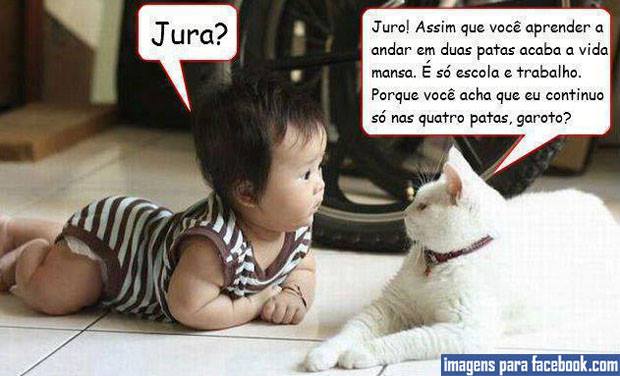 Jura?
Juro! Assim que você aprender a
andar em duas patas acaba a vida
mansa. É só escola e trabalho.
Porque você acha que eu continuo
só nas quatro patas, garoto?
imagens para facebook.com